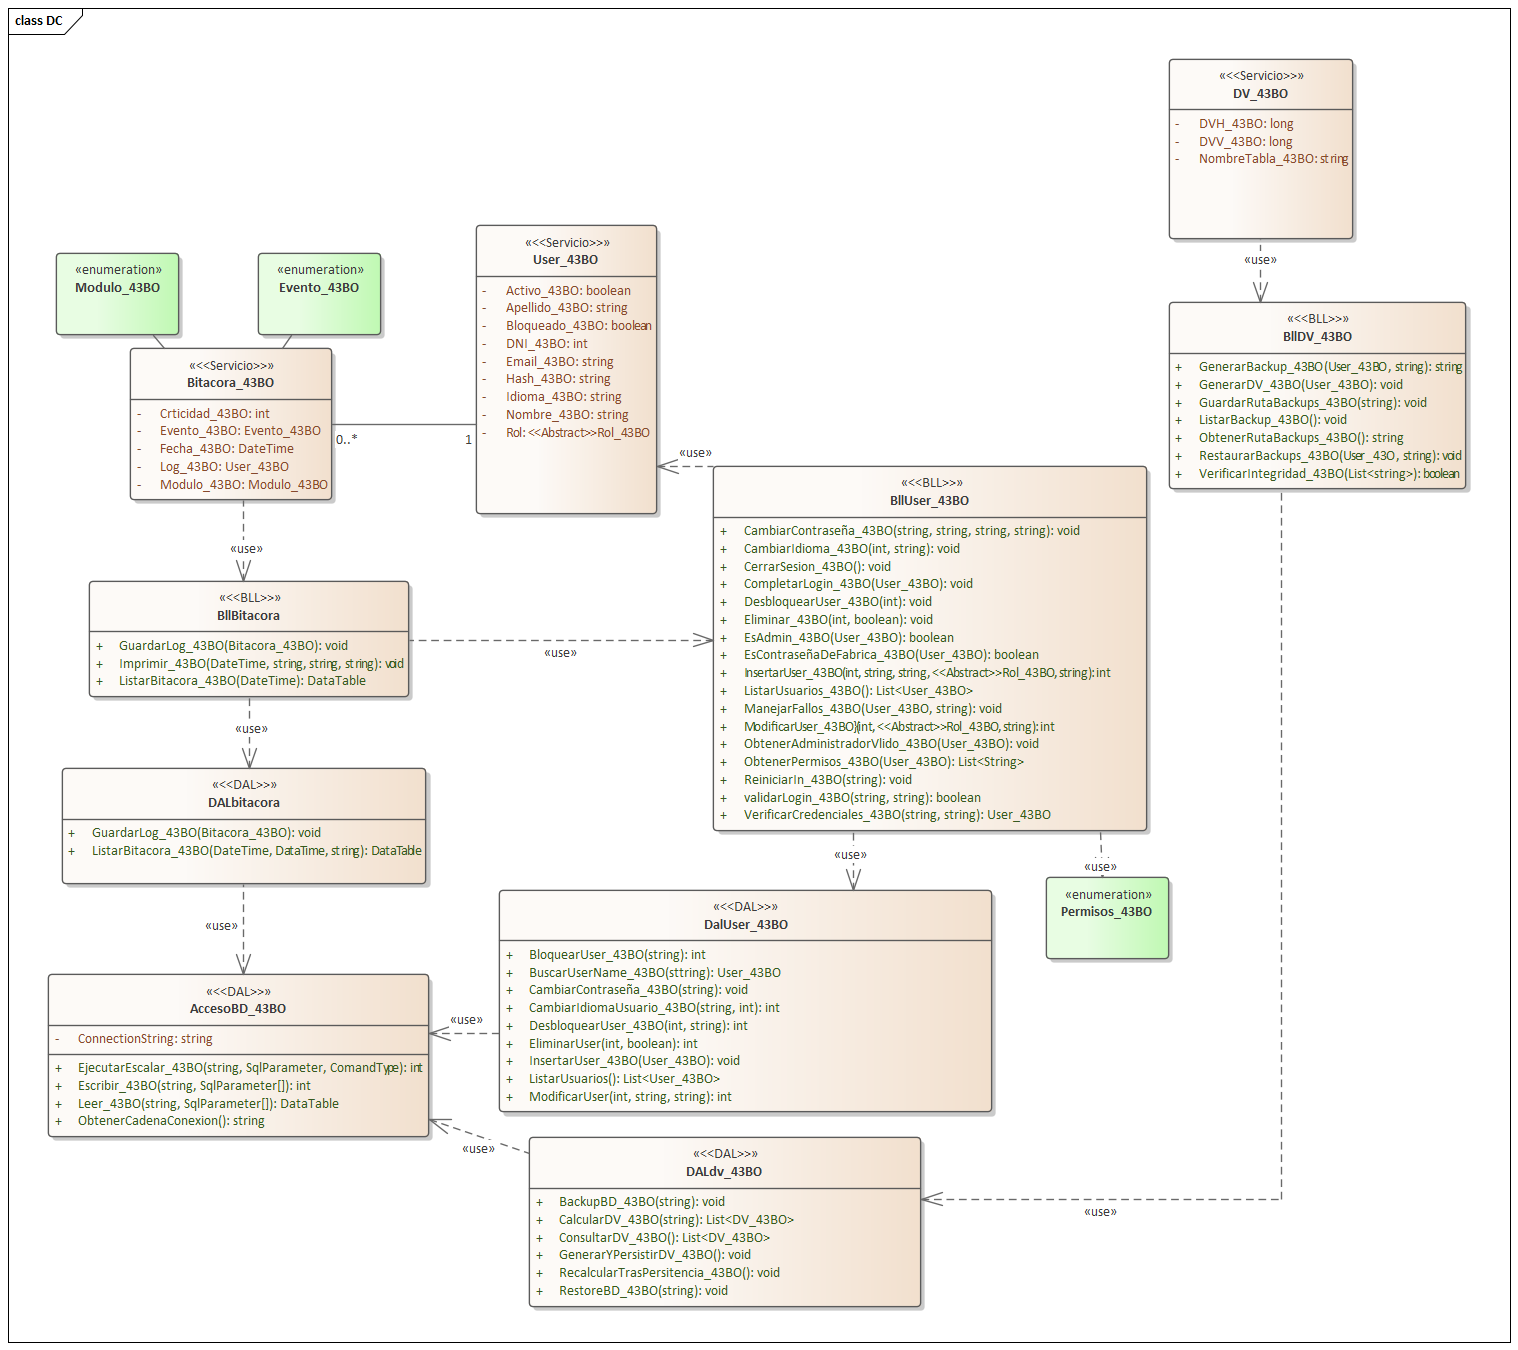 class DC
«<<Servicio>>»
DV_43BO
- DVH_43BO: long
- DVV_43BO: long
- NombreTabla_43BO: string
«use»
«<<BLL>>»
BllDV_43BO
+ GenerarBackup_43BO(User_43BO, string): string
+ GenerarDV_43BO(User_43BO): void
+ GuardarRutaBackups_43BO(string): void
+ ListarBackup_43BO(): void
+ ObtenerRutaBackups_43BO(): string
+ RestaurarBackups_43BO(User_43O, string): void
+ VerificarIntegridad_43BO(List<string>): boolean
«enumeration»
Modulo_43BO
«enumeration»
Evento_43BO
«<<Servicio>>»
User_43BO
- Activo_43BO: boolean
- Apellido_43BO: string
- Bloqueado_43BO: boolean
- DNI_43BO: int
- Email_43BO: string
- Hash_43BO: string
- Idioma_43BO: string
- Nombre_43BO: string
- Rol: <<Abstract>>Rol_43BO
«<<Servicio>>»
Bitacora_43BO
- Crticidad_43BO: int
- Evento_43BO: Evento_43BO
- Fecha_43BO: DateTime
- Log_43BO: User_43BO
- Modulo_43BO: Modulo_43BO
0..*
1
«use»
«use»
«<<BLL>>»
BllUser_43BO
+ CambiarContraseña_43BO(string, string, string, string): void
+ CambiarIdioma_43BO(int, string): void
+ CerrarSesion_43BO(): void
+ CompletarLogin_43BO(User_43BO): void
+ DesbloquearUser_43BO(int): void
+ Eliminar_43BO(int, boolean): void
+ EsAdmin_43BO(User_43BO): boolean
+ EsContraseñaDeFabrica_43BO(User_43BO): boolean
+ InsertarUser_43BO(int, string, string, <<Abstract>>Rol_43BO, string): int
+ ListarUsuarios_43BO(): List<User_43BO>
+ ManejarFallos_43BO(User_43BO, string): void
+ ModificarUser_43BO}(int, <<Abstract>>Rol_43BO, string): int
+ ObtenerAdministradorVlido_43BO(User_43BO): void
+ ObtenerPermisos_43BO(User_43BO): List<String>
+ ReiniciarIn_43BO(string): void
+ validarLogin_43BO(string, string): boolean
+ VerificarCredenciales_43BO(string, string): User_43BO
«<<BLL>>»
BllBitacora
+ GuardarLog_43BO(Bitacora_43BO): void
+ Imprimir_43BO(DateTime, string, string, string): void
+ ListarBitacora_43BO(DateTime): DataTable
«use»
«use»
«<<DAL>>»
DALbitacora
+ GuardarLog_43BO(Bitacora_43BO): void
+ ListarBitacora_43BO(DateTime, DataTime, string): DataTable
«use»
«use»
«use»
«enumeration»
Permisos_43BO
«<<DAL>>»
DalUser_43BO
+ BloquearUser_43BO(string): int
+ BuscarUserName_43BO(sttring): User_43BO
+ CambiarContraseña_43BO(string): void
+ CambiarIdiomaUsuario_43BO(string, int): int
+ DesbloquearUser_43BO(int, string): int
+ EliminarUser(int, boolean): int
+ InsertarUser_43BO(User_43BO): void
+ ListarUsuarios(): List<User_43BO>
+ ModificarUser(int, string, string): int
«<<DAL>>»
AccesoBD_43BO
- ConnectionString: string
+ EjecutarEscalar_43BO(string, SqlParameter, ComandType): int
+ Escribir_43BO(string, SqlParameter[]): int
+ Leer_43BO(string, SqlParameter[]): DataTable
+ ObtenerCadenaConexion(): string
«use»
«use»
«<<DAL>>»
DALdv_43BO
+ BackupBD_43BO(string): void
+ CalcularDV_43BO(string): List<DV_43BO>
+ ConsultarDV_43BO(): List<DV_43BO>
+ GenerarYPersistirDV_43BO(): void
+ RecalcularTrasPersitencia_43BO(): void
+ RestoreBD_43BO(string): void
«use»